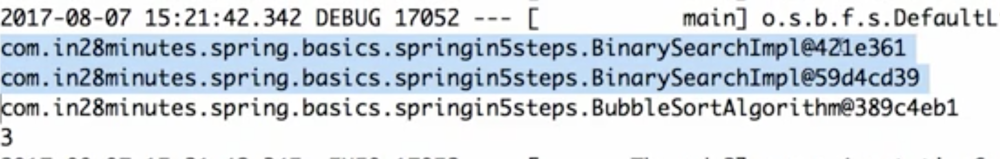 2017-08-07 15:21:42.342 DEBUG 17052 --- [ main] o.s.b.f.s.DefaultL
com.in28minutes.spring.basics.springin5steps.BinarySearchImpl@421e361
com.in28minutes.spring.basics.springin5steps.BinarySearchImpl@59d4cd39
com.in28minutes.spring.basics.springin5steps.BubbleSortAlgorithm@389c4eb1
3